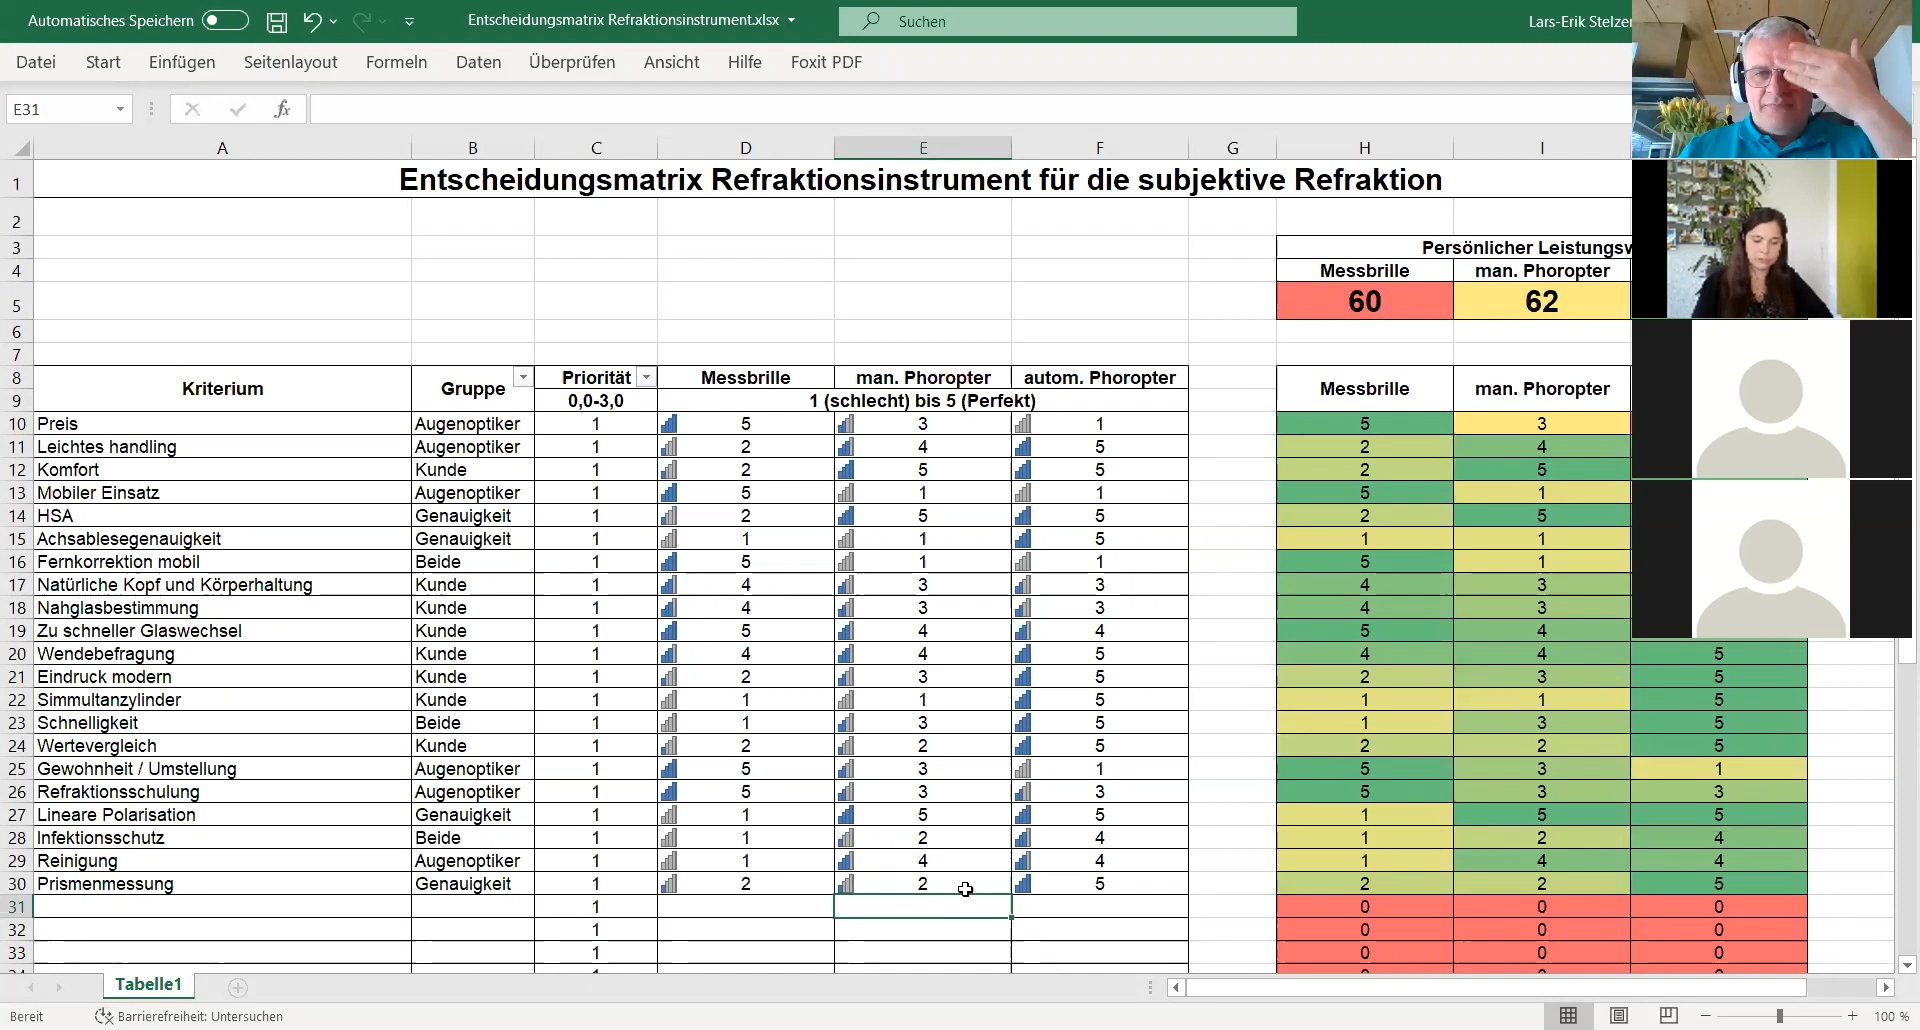 Automatisches Speichern Entscheidungsmatrix Refraktionsinstrument.xlsx Suchen Lars-Erik Stelzer
Datei Start Einfügen Seitenlayout Formeln Daten Überprüfen Ansicht Hilfe Foxit PDF
E31 fx
A B C D E F G H I
1 Entscheidungsmatrix Refraktionsinstrument für die subjektive Refraktion
2
3 Persönlicher
4 Messbrille man. Phoropter
5 60 62
6
7
8 Kriterium Gruppe Priorität Messbrille man. Phoropter autom. Phoropter Messbrille man. Phoropter
9 0,0-3,0 1 (schlecht) bis 5 (Perfekt)
10 Preis Augenoptiker 1 5 3 1 5 3
11 Leichtes handling Augenoptiker 1 2 4 5 2 4
12 Komfort Kunde 1 2 5 5 2 5
13 Mobiler Einsatz Augenoptiker 1 5 1 1 5 1
14 HSA Genauigkeit 1 2 5 5 2 5
15 Achsablesegenauigkeit Genauigkeit 1 1 1 5 1 1
16 Fernkorrektion mobil Beide 1 5 1 1 5 1
17 Natürliche Kopf und Körperhaltung Kunde 1 4 3 3 4 3
18 Nahglasbestimmung Kunde 1 4 3 3 4 3
19 Zu schneller Glaswechsel Kunde 1 5 4 4 5 4
20 Wendebefragung Kunde 1 4 4 5 4 4 5
21 Eindruck modern Kunde 1 2 3 5 2 3 5
22 Simmultanzylinder Kunde 1 1 1 5 1 1 5
23 Schnelligkeit Beide 1 1 3 5 1 3 5
24 Wertevergleich Kunde 1 2 2 5 2 2 5
25 Gewohnheit / Umstellung Augenoptiker 1 5 3 1 5 3 1
26 Refraktionsschulung Augenoptiker 1 5 3 3 5 3 3
27 Lineare Polarisation Genauigkeit 1 1 5 5 1 5 5
28 Infektionsschutz Beide 1 1 2 4 1 2 4
29 Reinigung Augenoptiker 1 1 4 4 1 4 4
30 Prismenmessung Genauigkeit 1 2 2 5 2 2 5
31 1 0 0 0
32 1 0 0 0
33 1 0 0 0
Tabelle1
Bereit Barrierefreiheit: Untersuchen 100 %